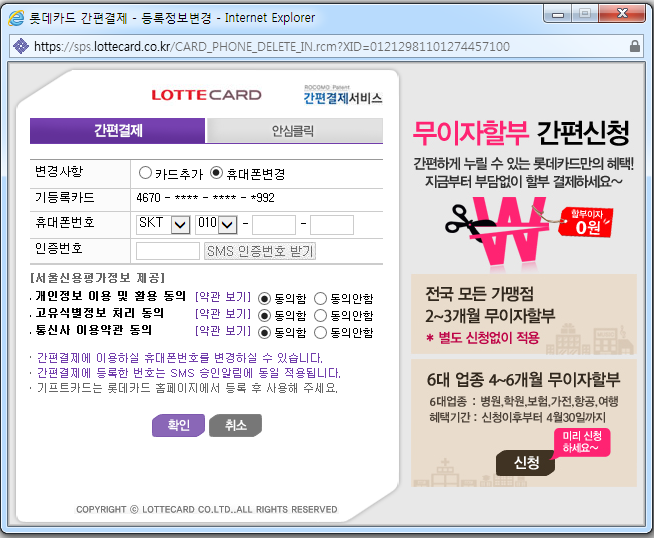 롯데카드 간편결제 - 등록정보변경 - Internet Explorer
https://sps.lottecard.co.kr/CARD_PHONE_DELETE_IN.rcm?XID=01212981101274457100
LOTTECARD
ROCOMO Patent
간편결제서비스
간편결제
안심클릭
변경사항
카드추가 휴대폰변경
기등록카드
4670 - **** - **** - *992
휴대폰번호
SKT 010 - -
인증번호
SMS 인증번호 받기
[서울신용평가정보 제공]
. 개인정보 이용 및 활용 동의 [약관 보기] 동의함 동의안함
. 고유식별정보 처리 동의 [약관 보기] 동의함 동의안함
. 통신사 이용약관 동의 [약관 보기] 동의함 동의안함
· 간편결제에 이용하실 휴대폰번호를 변경하실 수 있습니다.
· 간편결제에 등록한 번호는 SMS 승인알림에 동일 적용됩니다.
· 기프트카드는 롯데카드 홈페이지에서 등록 후 사용해 주세요.
확인
취소
COPYRIGHT ⓒ LOTTECARD CO.LTD..ALL RIGHTS RESERVED
무이자할부 간편신청
간편하게 누릴 수 있는 롯데카드만의 혜택!
지금부터 부담없이 할부 결제하세요~
W
할부이자
0원
전국 모든 가맹점
2~3개월 무이자할부
* 별도 신청없이 적용
6대 업종 4~6개월 무이자할부
6대업종 : 병원,학원,보험,가전,항공,여행
혜택기간 : 신청이후부터 4월30일까지
미리 신청
하세요~
신청